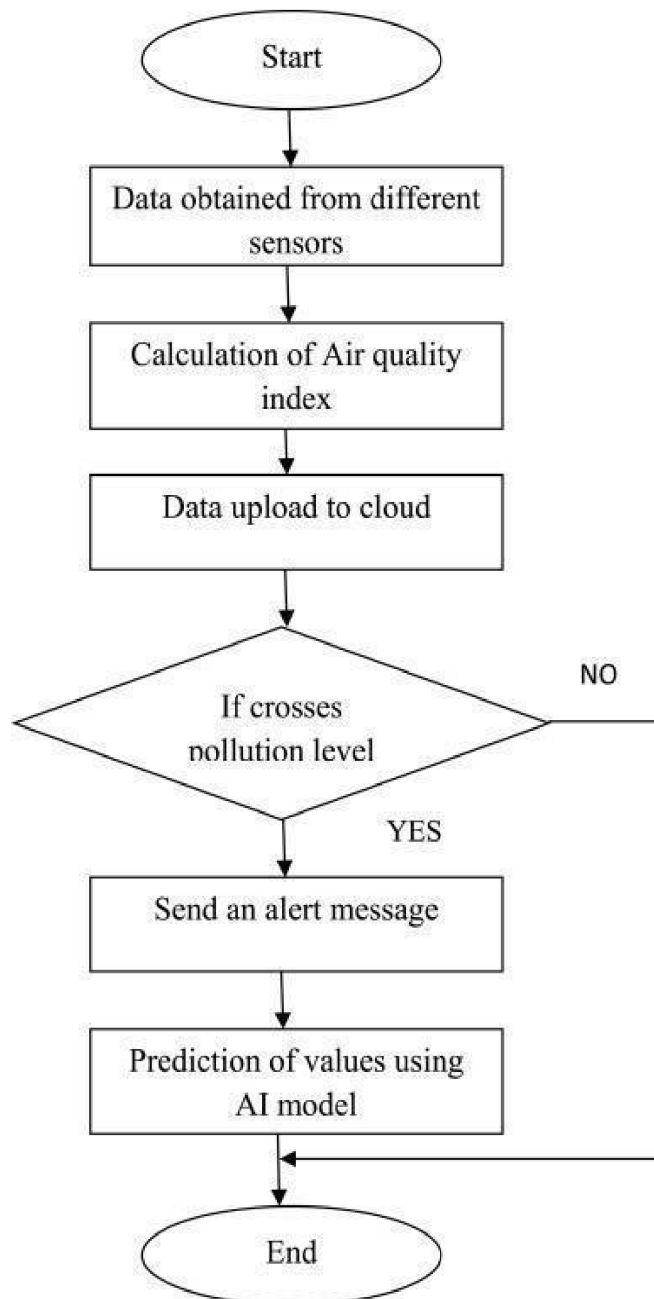 Start
Data obtained from different
sensors
Calculation of Air quality
index
Data upload to cloud
NO
If crosses
pollution level
YES
Send an alert message
Prediction of values using
AI model
End